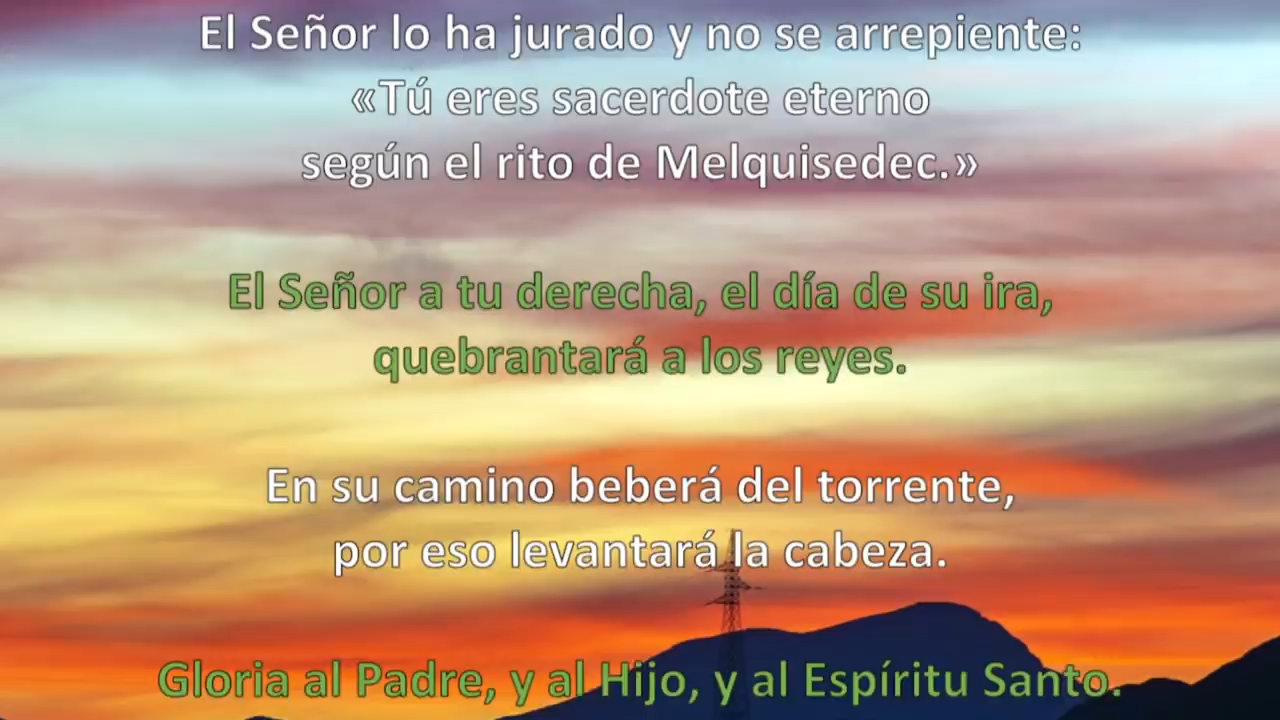 El Señor lo ha jurado y no se arrepiente:
«Tú eres sacerdote eterno
según el rito de Melquisedec.»
El Señor a tu derecha, el día de su ira,
quebrantará a los reyes.
En su camino beberá del torrente,
por eso levantará la cabeza.
Gloria al Padre, y al Hijo, y al Espíritu Santo.